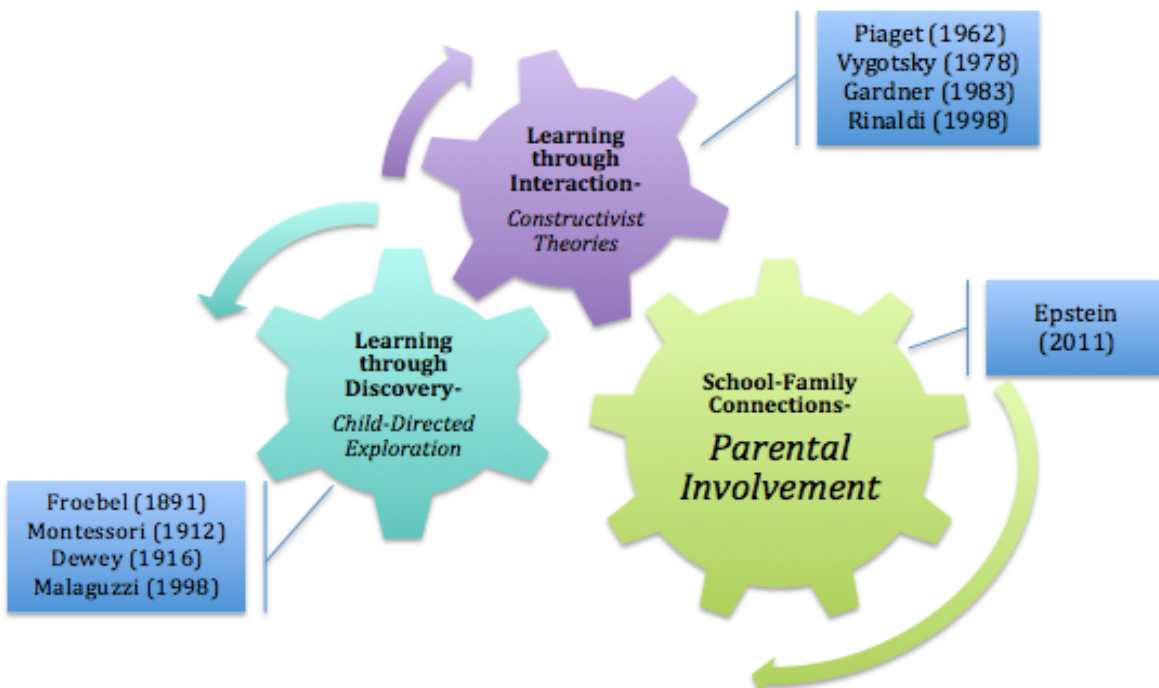 Piaget (1962)
Vygotsky (1978)
Gardner (1983)
Rinaldi (1998)
Learning
through
Interaction-
Constructivist
Theories
Learning
through
Discovery-
Child-Directed
Exploration
Epstein
(2011)
School-Family
Connections-
Parental
Involvement
Froebel (1891)
Montessori (1912)
Dewey (1916)
Malaguzzi (1998)